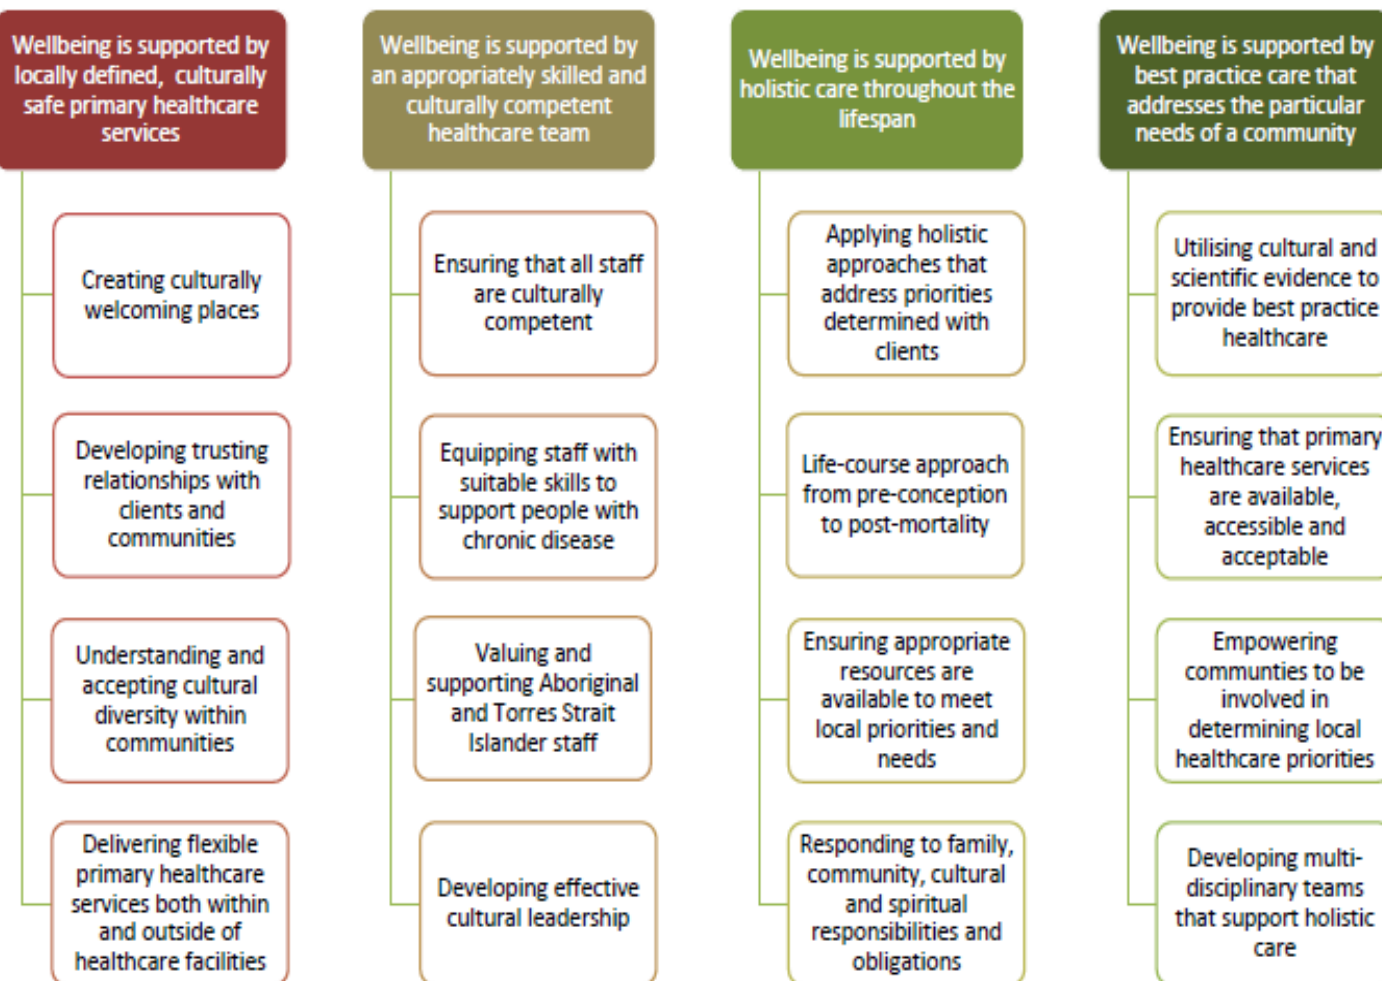 Wellbeing is supported by
locally defined, culturally
safe primary healthcare
services
Creating culturally
welcoming places
Developing trusting
relationships with
clients and
communities
Understanding and
accepting cultural
diversity within
communities
Delivering flexible
primary healthcare
services both within
and outside of
healthcare facilities
Wellbeing is supported by
an appropriately skilled and
culturally competent
healthcare team
Ensuring that all staff
are culturally
competent
Equipping staff with
suitable skills to
support people with
chronic disease
Valuing and
supporting Aboriginal
and Torres Strait
Islander staff
Developing effective
cultural leadership
Wellbeing is supported by
holistic care throughout the
lifespan
Applying holistic
approaches that
address priorities
determined with
clients
Life-course approach
from pre-conception
to post-mortality
Ensuring appropriate
resources are
available to meet
local priorities and
needs
Responding to family,
community, cultural
and spiritual
responsibilities and
obligations
Wellbeing is supported by
best practice care that
addresses the particular
needs of a community
Utilising cultural and
scientific evidence to
provide best practice
healthcare
Ensuring that primary
healthcare services
are available,
accessible and
acceptable
Empowering
communties to be
involved in
determining local
healthcare priorities
Developing multi-
disciplinary teams
that support holistic
care